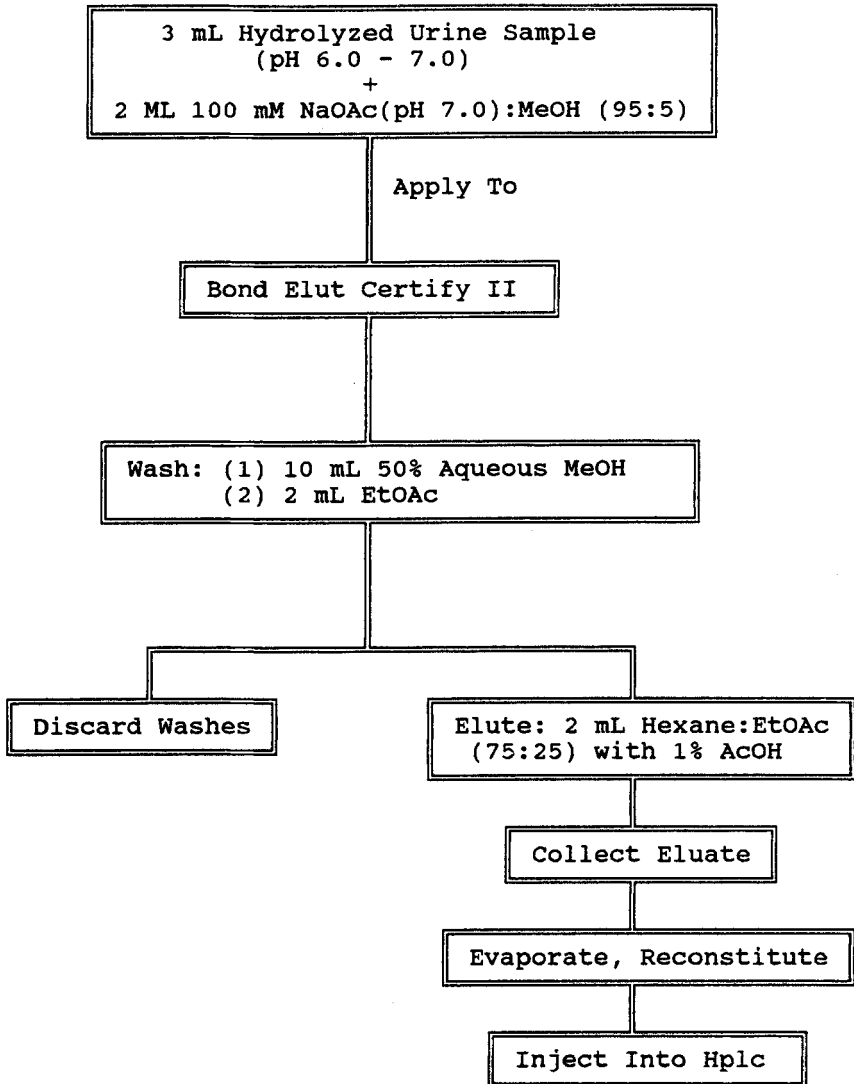 3 mL Hydrolyzed Urine Sample
(pH 6.0 - 7.0)
+
2 ML 100 mM NaOAc(pH 7.0):MeOH (95:5)
Apply To
Bond Elut Certify II
Wash: (1) 10 mL 50% Aqueous MeOH
(2) 2 mL EtOAc
Discard Washes
Elute: 2 mL Hexane:EtOAc
(75:25) with 1% AcOH
Collect Eluate
Evaporate, Reconstitute
Inject Into Hplc